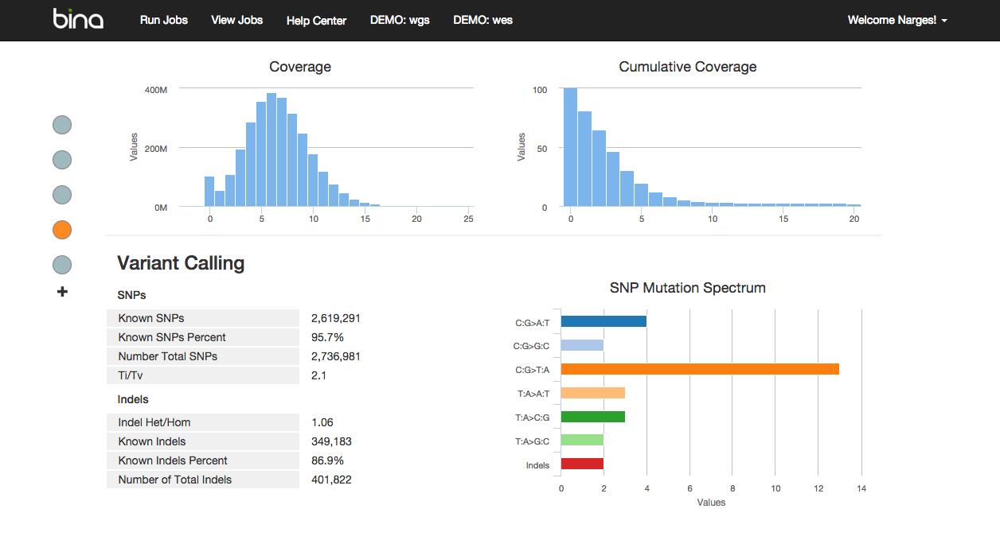 bina Run Jobs View Jobs Help Center DEMO: wgs DEMO: wes Welcome Narges!
Coverage
Values
400M
200M
0M
0 5 10 15 20 25
Cumulative Coverage
Values
100
50
0
0 5 10 15 20
Variant Calling
SNPs
Known SNPs 2,619,291
Known SNPs Percent 95.7%
Number Total SNPs 2,736,981
Ti/Tv 2.1
Indels
Indel Het/Hom 1.06
Known Indels 349,183
Known Indels Percent 86.9%
Number of Total Indels 401,822
SNP Mutation Spectrum
C:G>A:T
C:G>G:C
C:G>T:A
T:A>A:T
T:A>C:G
T:A>G:C
Indels
0 2 4 6 8 10 12 14
Values